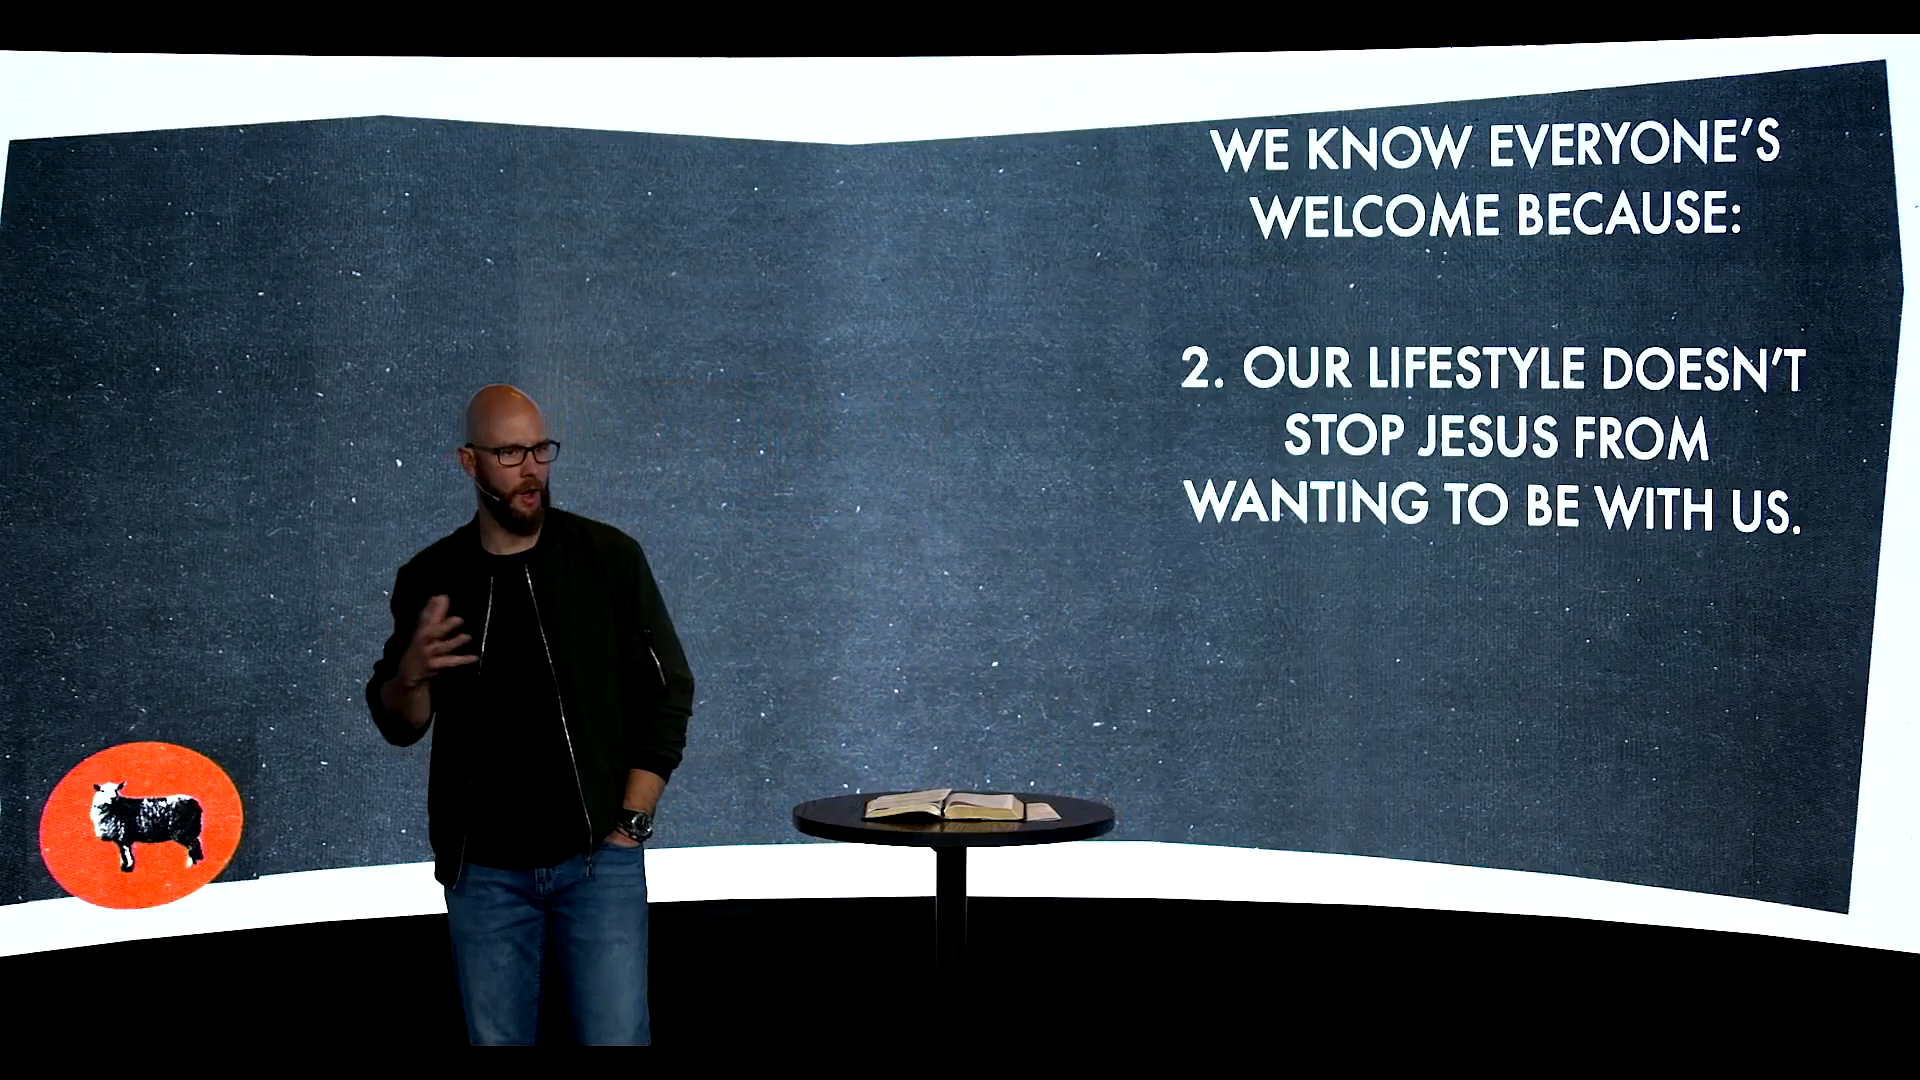 WE KNOW EVERYONE'S
WELCOME BECAUSE:
2. OUR LIFESTYLE DOESN'T
STOP JESUS FROM
WANTING TO BE WITH US.